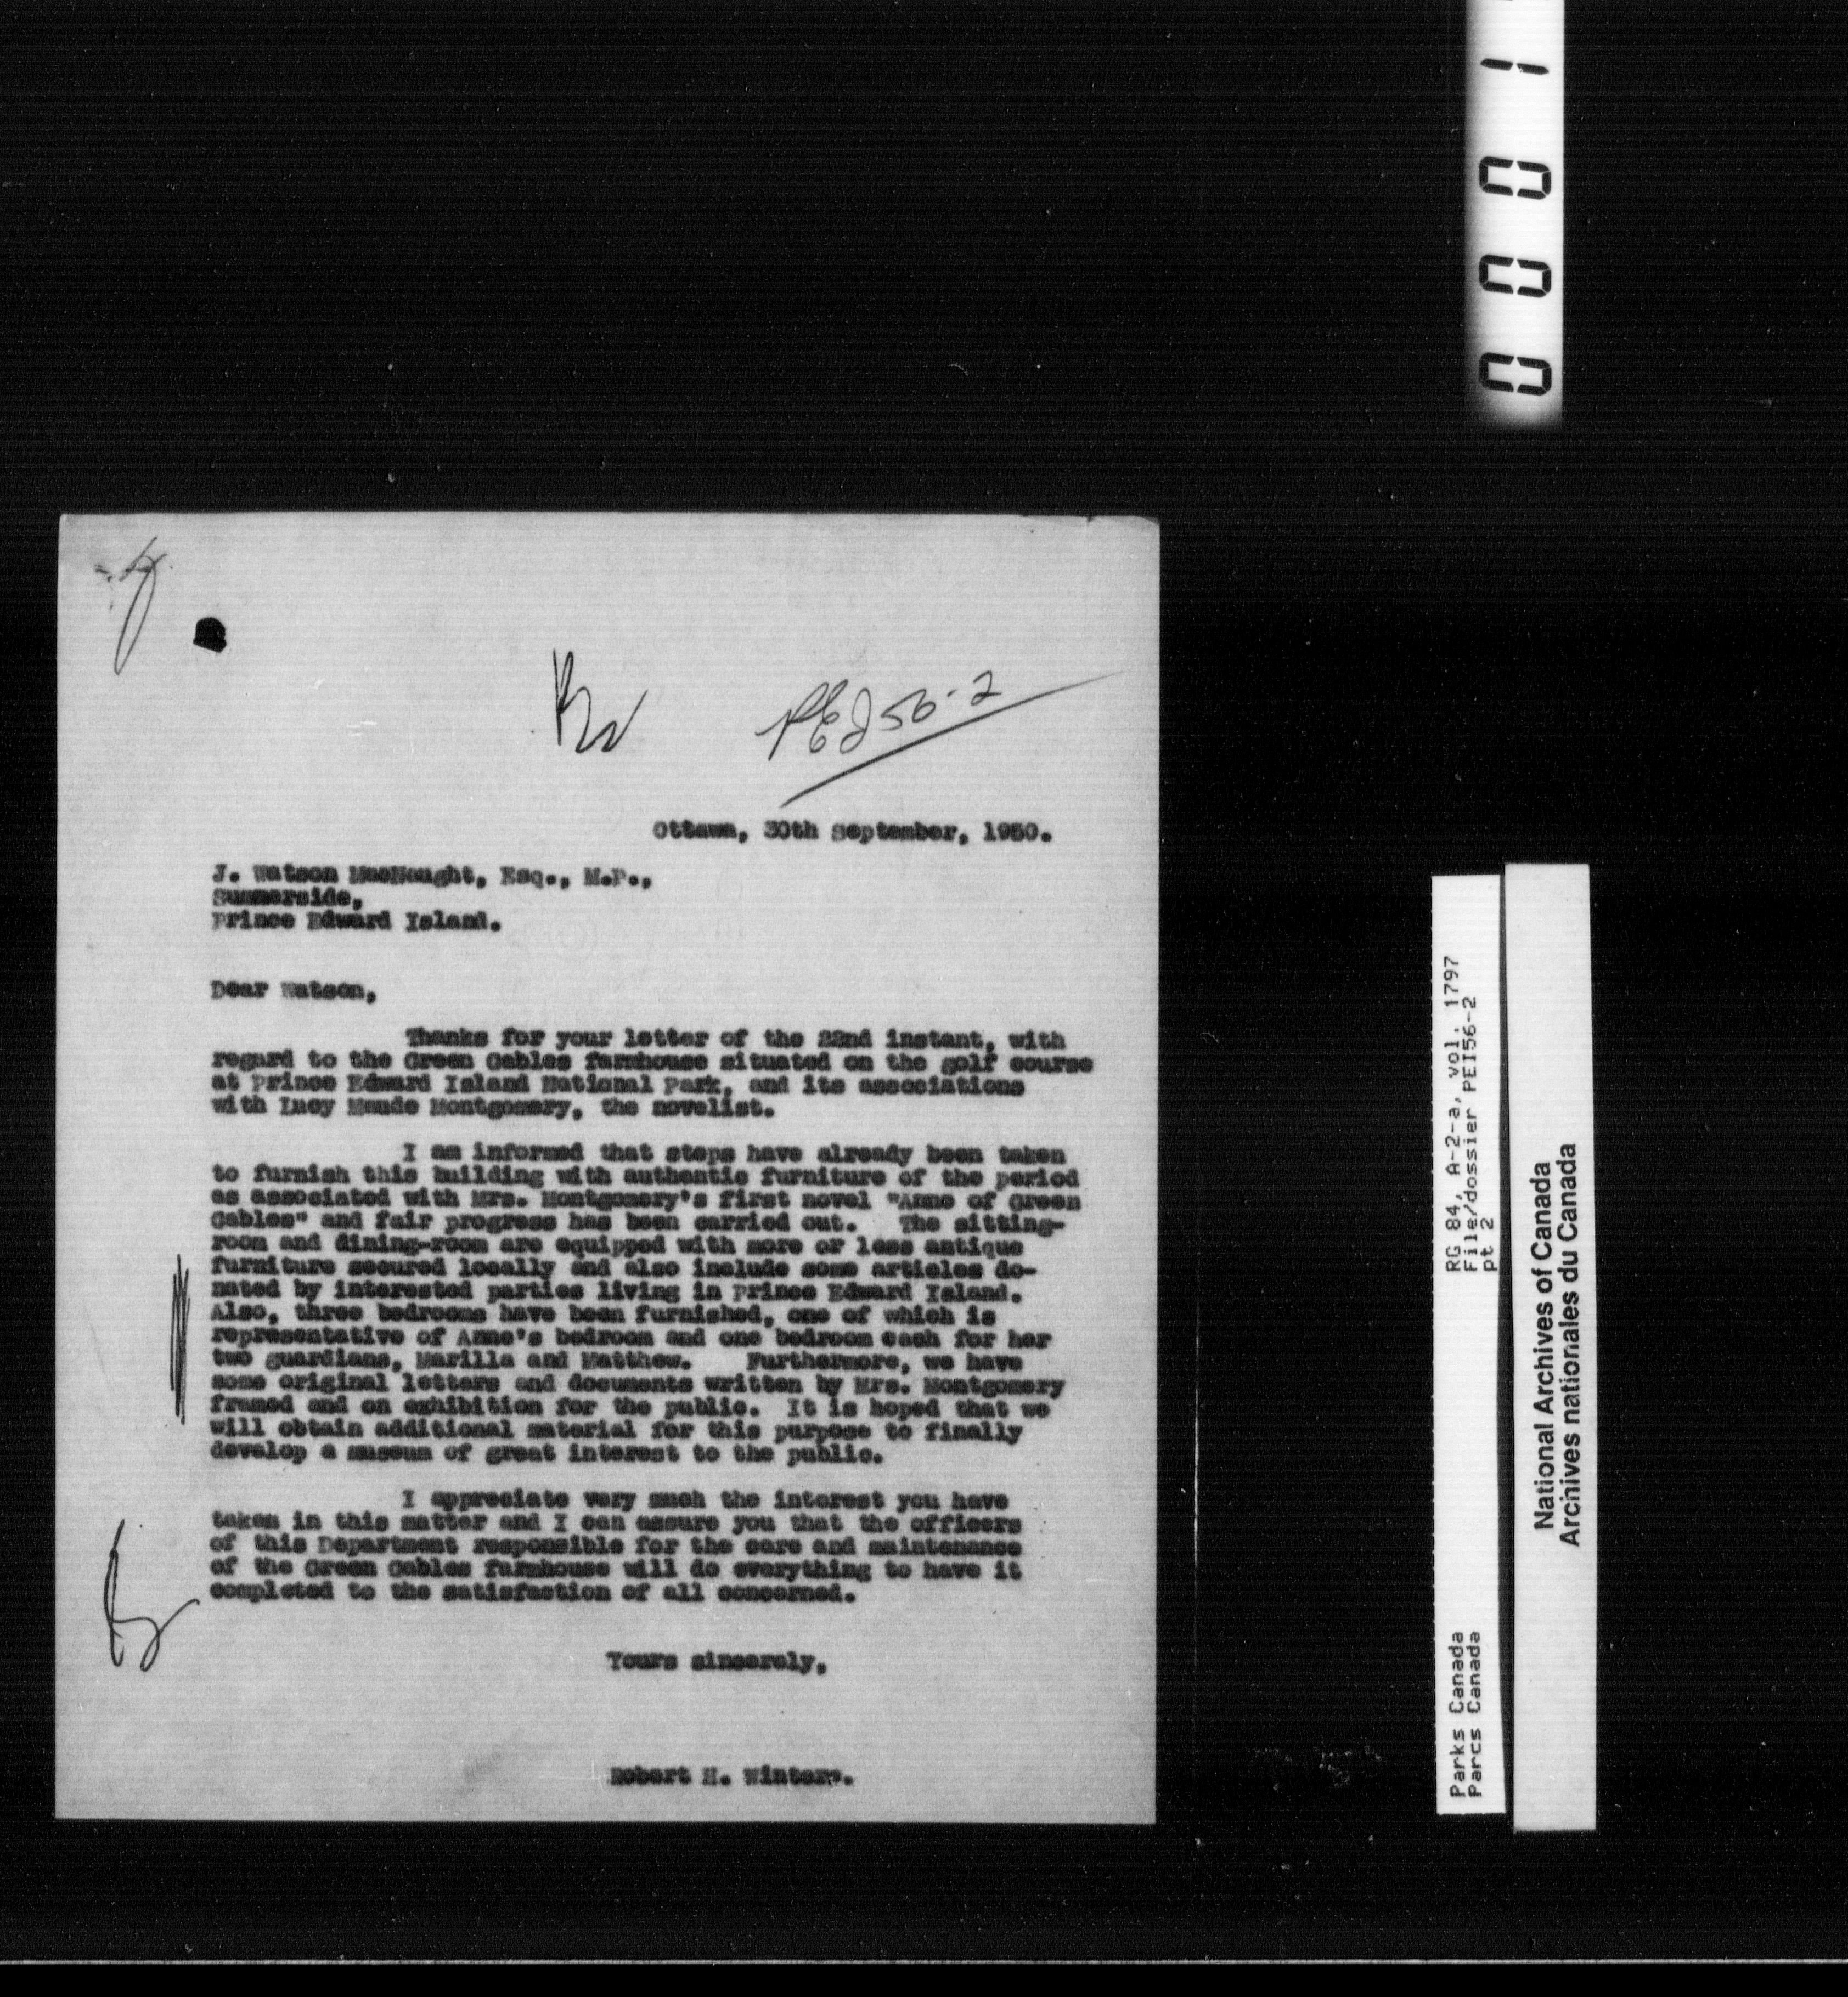 0001
PEI56-2
Ottawa, 30th September, 1950.
J. Watson MacNaught, Esq., M.P.,
Summerside,
Prince Edward Island.
Dear Watson,
Thanks for your letter of the 22nd instant, with
regard to the Green Gables farmhouse situated on the golf course
at Prince Edward Island National Park, and its associations
with Lucy Maude Montgomery, the novelist.
I am informed that steps have already been taken
to furnish this building with authentic furniture of the period
as associated with Mrs. Montgomery's first novel "Anne of Green
Gables" and fair progress has been carried out. The sitting-
room and dining-room are equipped with more or less antique
furniture secured locally and also include some articles do-
nated by interested parties living in Prince Edward Island.
Also, three bedrooms have been furnished, one of which is
representative of Anne's bedroom and one bedroom each for her
two guardians, Marilla and Matthew. Furthermore, we have
some original letters and documents written by Mrs. Montgomery
framed and on exhibition for the public. It is hoped that we
will obtain additional material for this purpose to finally
develop a museum of great interest to the public.
I appreciate very much the interest you have
taken in this matter and I can assure you that the officers
of this Department responsible for the care and maintenance
of the Green Gables farmhouse will do everything to have it
completed to the satisfaction of all concerned.
Yours sincerely,
Robert H. Winters.
Parks Canada
Parcs Canada
RG 84, A-2-a, vol. 1797
File/dossier PEI56-2
pt 2
National Archives of Canada
Archives nationales du Canada